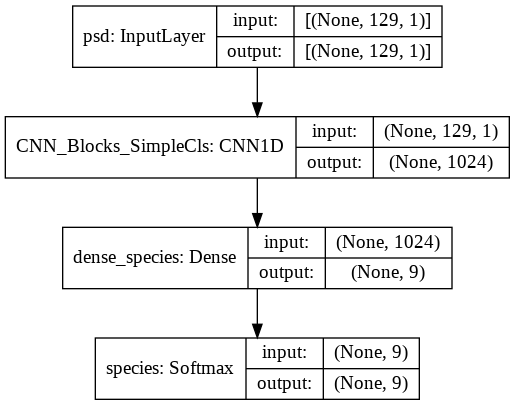 psd: InputLayer
input: [(None, 129, 1)]
output: [(None, 129, 1)]
CNN_Blocks_SimpleCls: CNN1D
input: (None, 129, 1)
output: (None, 1024)
dense_species: Dense
input: (None, 1024)
output: (None, 9)
species: Softmax
input: (None, 9)
output: (None, 9)